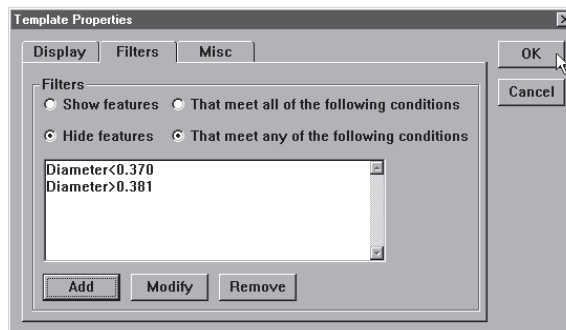 Template Properties
Display Filters Misc
OK
Cancel
Filters
Show features That meet all of the following conditions
Hide features That meet any of the following conditions
Diameter<0.370
Diameter>0.381
Add Modify Remove